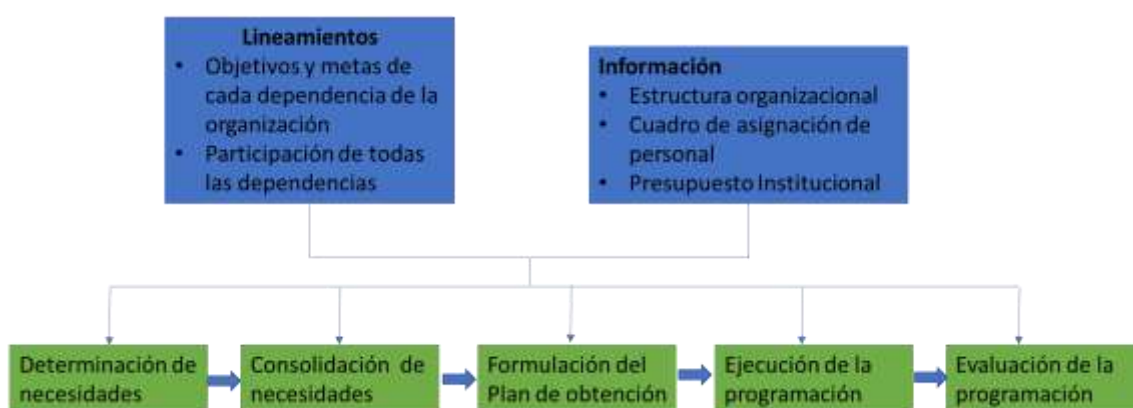 Lineamientos
• Objetivos y metas de
cada dependencia de la
organización
• Participación de todas
las dependencias
Información
• Estructura organizacional
• Cuadro de asignación de
personal
• Presupuesto Institucional
Determinación de
necesidades
Consolidación de
necesidades
Formulación del
Plan de obtención
Ejecución de la
programación
Evaluación de la
programación